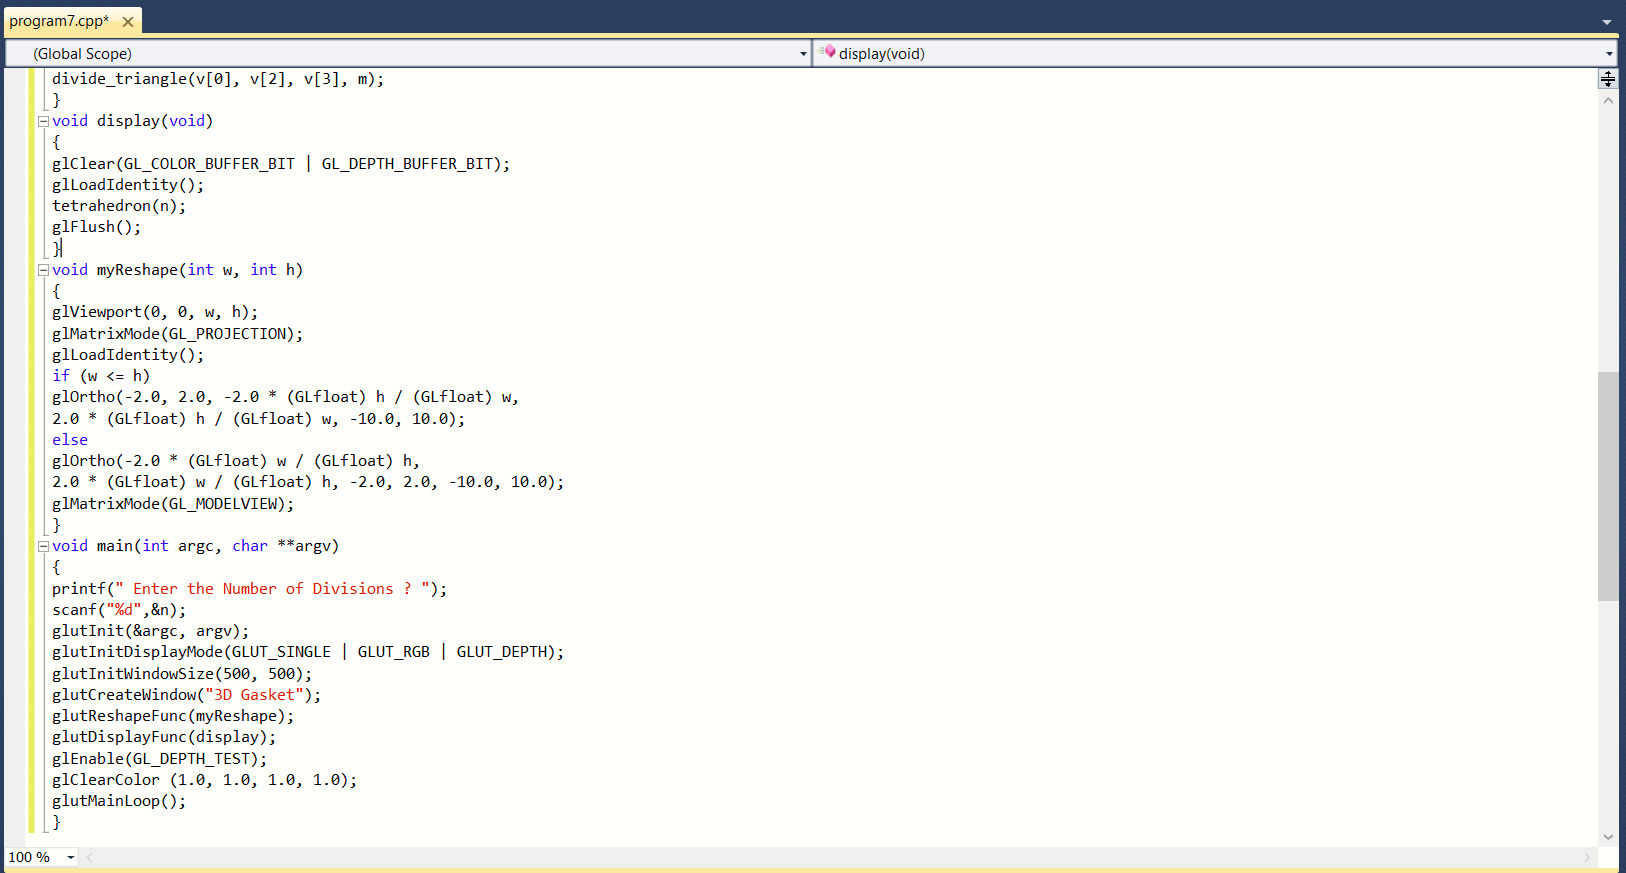 program7.cpp*
(Global Scope)
display(void)
divide_triangle(v[0], v[2], v[3], m);
}
void display(void)
{
glClear(GL_COLOR_BUFFER_BIT | GL_DEPTH_BUFFER_BIT);
glLoadIdentity();
tetrahedron(n);
glFlush();
}
void myReshape(int w, int h)
{
glViewport(0, 0, w, h);
glMatrixMode(GL_PROJECTION);
glLoadIdentity();
if (w <= h)
glOrtho(-2.0, 2.0, -2.0 * (GLfloat) h / (GLfloat) w,
2.0 * (GLfloat) h / (GLfloat) w, -10.0, 10.0);
else
glOrtho(-2.0 * (GLfloat) w / (GLfloat) h,
2.0 * (GLfloat) w / (GLfloat) h, -2.0, 2.0, -10.0, 10.0);
glMatrixMode(GL_MODELVIEW);
}
void main(int argc, char **argv)
{
printf(" Enter the Number of Divisions ? ");
scanf("%d",&n);
glutInit(&argc, argv);
glutInitDisplayMode(GLUT_SINGLE | GLUT_RGB | GLUT_DEPTH);
glutInitWindowSize(500, 500);
glutCreateWindow("3D Gasket");
glutReshapeFunc(myReshape);
glutDisplayFunc(display);
glEnable(GL_DEPTH_TEST);
glClearColor (1.0, 1.0, 1.0, 1.0);
glutMainLoop();
}
100 %